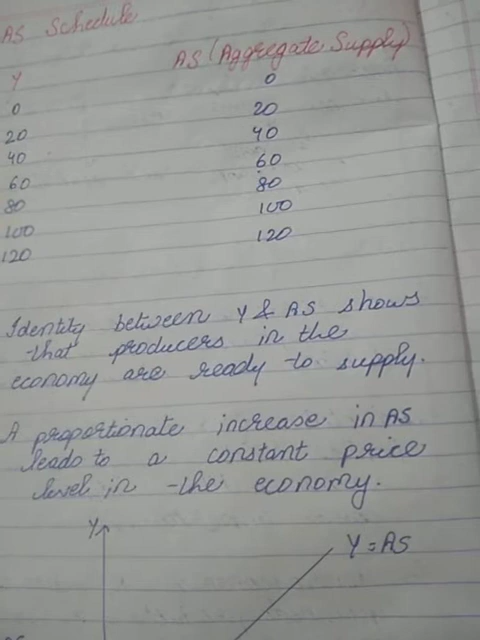 AS Schedule
Y AS (Aggregate Supply)
0 0
20 20
40 40
60 60
80 80
100 100
120 120
Identity between Y & AS shows
that producers in the
economy are ready to supply.
A proportionate increase in AS
leads to a constant price
level in the economy.
Y
Y = AS